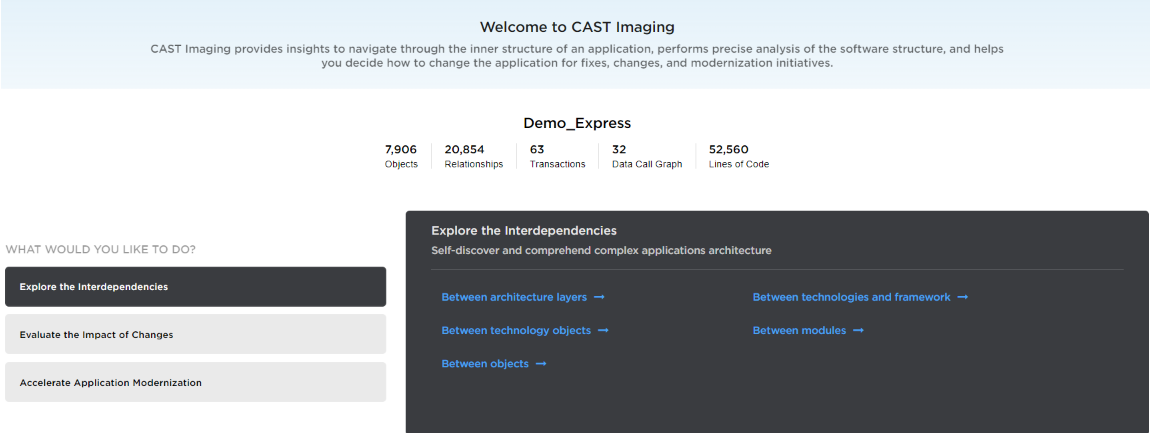 Welcome to CAST Imaging
CAST Imaging provides insights to navigate through the inner structure of an application, performs precise analysis of the software structure, and helps
you decide how to change the application for fixes, changes, and modernization initiatives.
Demo_Express
7,906 20,854 63 32 52,560
Objects Relationships Transactions Data Call Graph Lines of Code
WHAT WOULD YOU LIKE TO DO?
Explore the Interdependencies
Evaluate the Impact of Changes
Accelerate Application Modernization
Explore the Interdependencies
Self-discover and comprehend complex applications architecture
Between architecture layers → Between technologies and framework →
Between technology objects → Between modules →
Between objects →